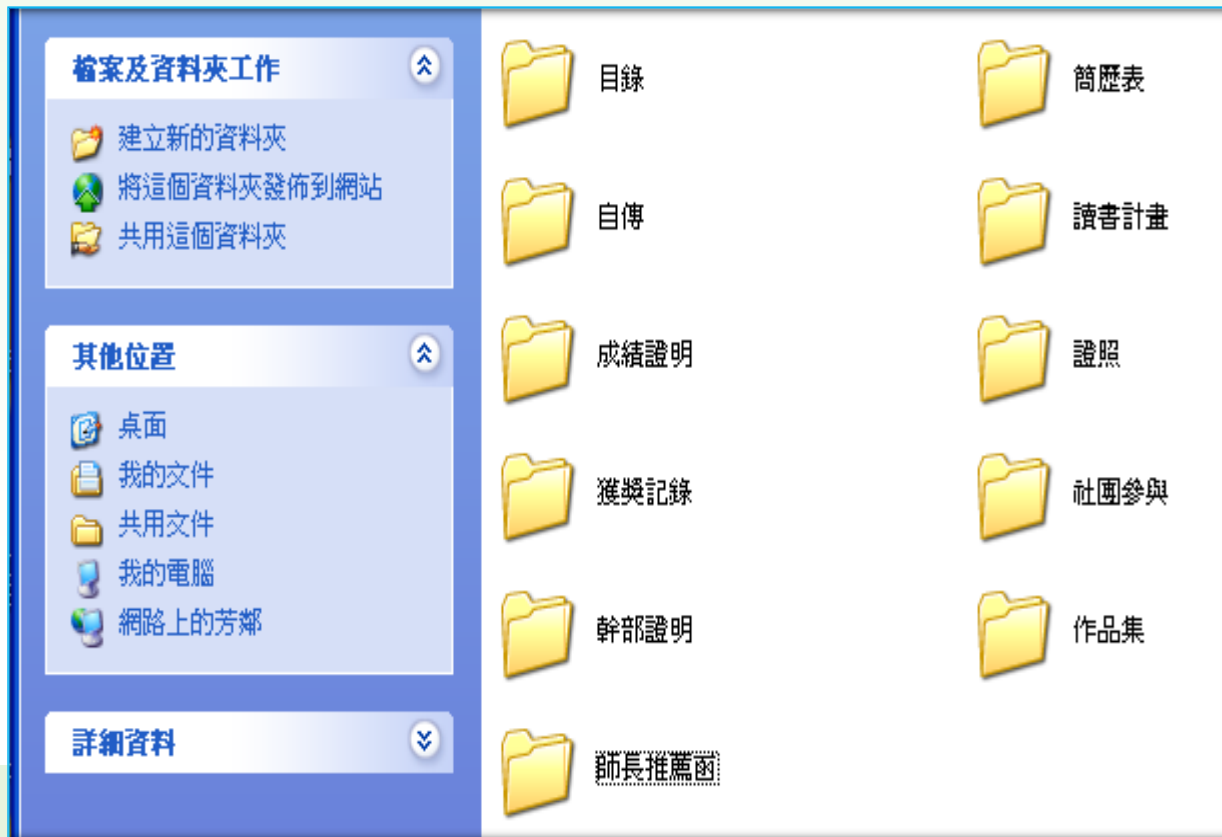 檔案及資料夾工作
建立新的資料夾
將這個資料夾發佈到網站
共用這個資料夾
其他位置
桌面
我的文件
共用文件
我的電腦
網路上的芳鄰
詳細資料
目錄
簡歷表
自傳
讀書計畫
成績證明
證照
獲獎記錄
社團參與
幹部證明
作品集
師長推薦函